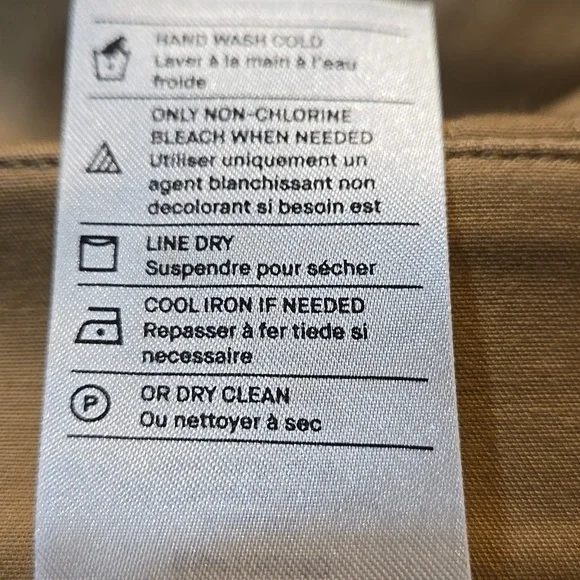 HAND WASH COLD
Laver à la main à l'eau
froide
ONLY NON-CHLORINE
BLEACH WHEN NEEDED
Utiliser uniquement un
agent blanchissant non
decolorant si besoin est
LINE DRY
Suspendre pour sécher
COOL IRON IF NEEDED
Repasser à fer tiede si
necessaire
P
OR DRY CLEAN
Ou nettoyer à sec